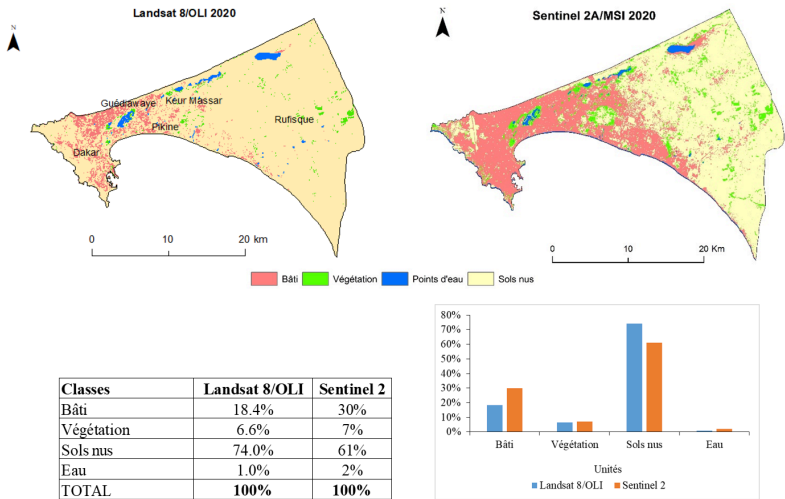 Landsat 8/OLI 2020
N
Guédiawaye
Keur Massar
Pikine
Rufisque
Dakar
0 10 20 Km
Sentinel 2A/MSI 2020
N
0 10 20 Km
Bâti Végétation Points d'eau Sols nus
Classes Landsat 8/OLI Sentinel 2
Bâti 18.4% 30%
Végétation 6.6% 7%
Sols nus 74.0% 61%
Eau 1.0% 2%
TOTAL 100% 100%
80%
70%
60%
50%
40%
30%
20%
10%
0%
Bâti Végétation Sols nus Eau
Unités
Landsat 8/OLI Sentinel 2